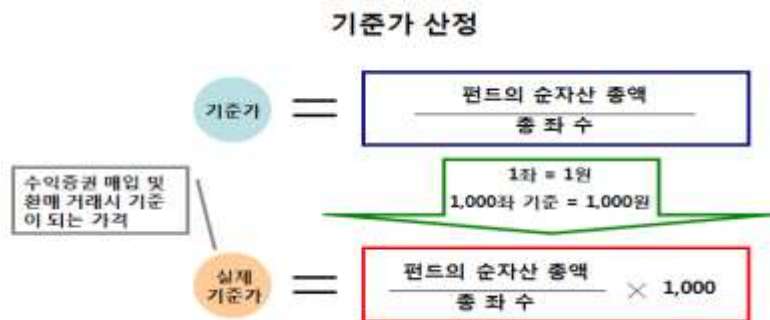 기준가 산정
기준가
펀드의 순자산 총액
총 좌 수
1좌 = 1원
1,000좌 기준 = 1,000원
수익증권 매입 및
환매 거래시 기준
이 되는 가격
실제
기준가
펀드의 순자산 총액
총 좌 수
× 1,000